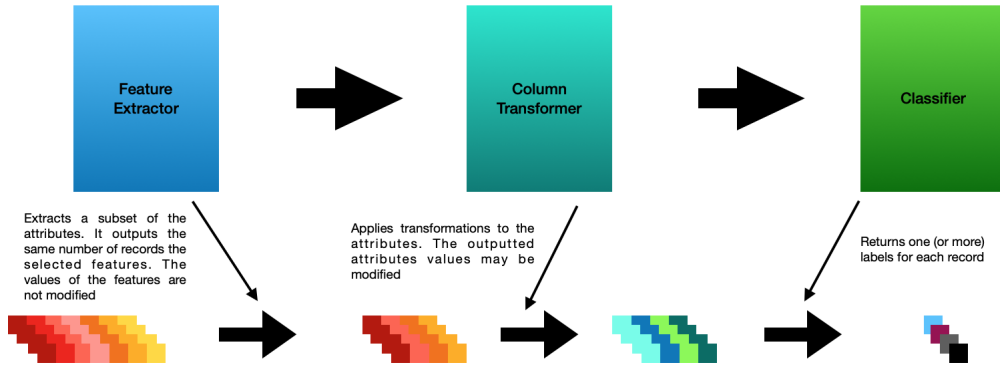 Feature
Extractor
Column
Transformer
Classifier
Extracts a subset of the
attributes. It outputs the
same number of records the
selected features. The
values of the features are
not modified
Applies transformations to the
attributes. The outputted
attributes values may be
modified
Returns one (or more)
labels for each record